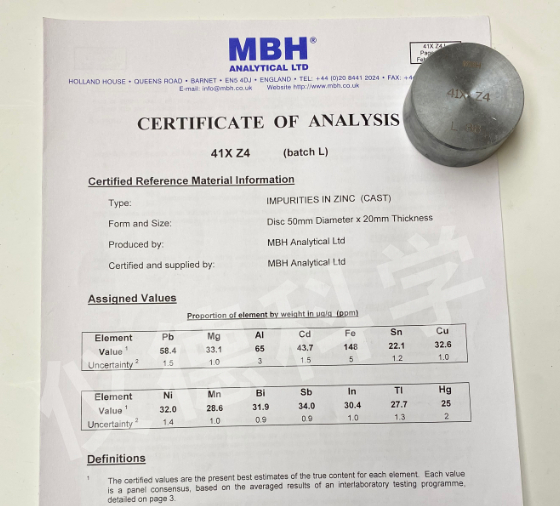 MBH®
ANALYTICAL LTD
HOLLAND HOUSE • QUEENS ROAD • BARNET • EN5 4DJ • ENGLAND • TEL: +44 (0)20 8441 2024 • FAX: +4
E-mail: info@mbh.co.uk Website http://www.mbh.co.uk
41X Z4
CERTIFICATE OF ANALYSIS
41X Z4 (batch L)
41X Z4
Certified Reference Material Information
Type: IMPURITIES IN ZINC (CAST)
Form and Size: Disc 50mm Diameter x 20mm Thickness
Produced by: MBH Analytical Ltd
Certified and supplied by: MBH Analytical Ltd
Assigned Values
Proportion of element by weight in µg/g (ppm)
Element Pb Mg Al Cd Fe Sn Cu
Value 1 58.4 33.1 65 43.7 148 22.1 32.6
Uncertainty 2 1.5 1.0 3 1.5 5 1.2 1.0
Element Ni Mn Bi Sb In Tl Hg
Value 1 32.0 28.6 31.9 34.0 30.4 27.7 25
Uncertainty 2 1.4 1.0 0.9 0.9 1.0 1.3 2
Definitions
1 The certified values are the present best estimates of the true content for each element. Each value
is a panel consensus, based on the averaged results of an interlaboratory testing programme,
detailed on page 3.
仪德科学